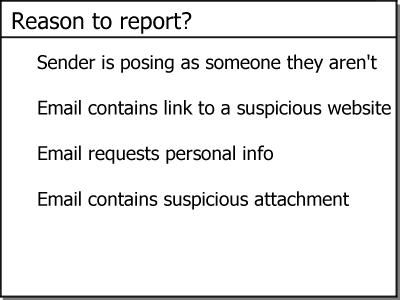 Reason to report?
Sender is posing as someone they aren't
Email contains link to a suspicious website
Email requests personal info
Email contains suspicious attachment